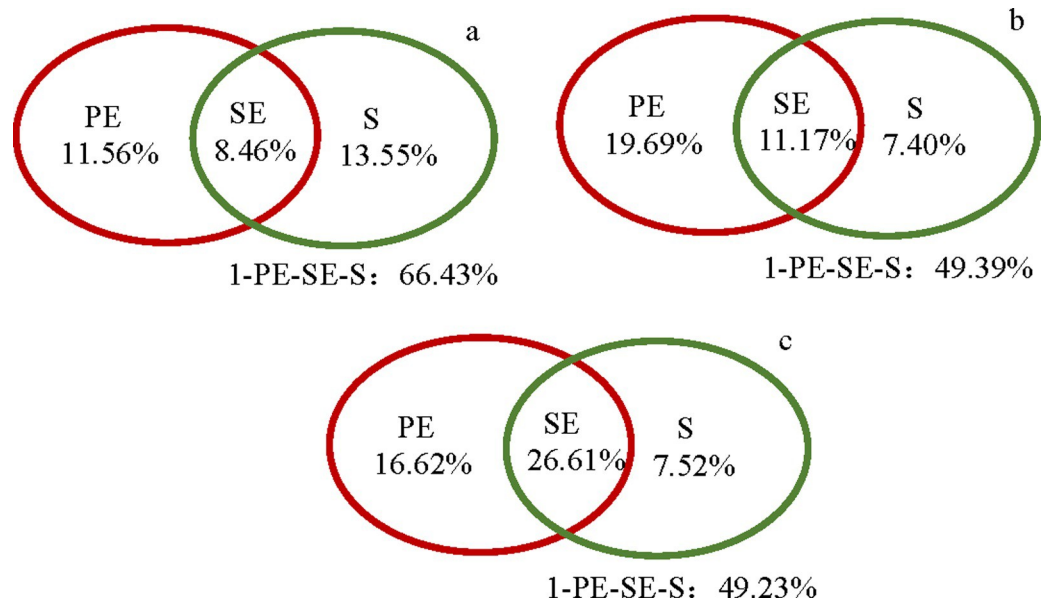 a
PE
11.56%
SE
8.46%
S
13.55%
1-PE-SE-S：66.43%
b
PE
19.69%
SE
11.17%
S
7.40%
1-PE-SE-S：49.39%
c
PE
16.62%
SE
26.61%
S
7.52%
1-PE-SE-S：49.23%